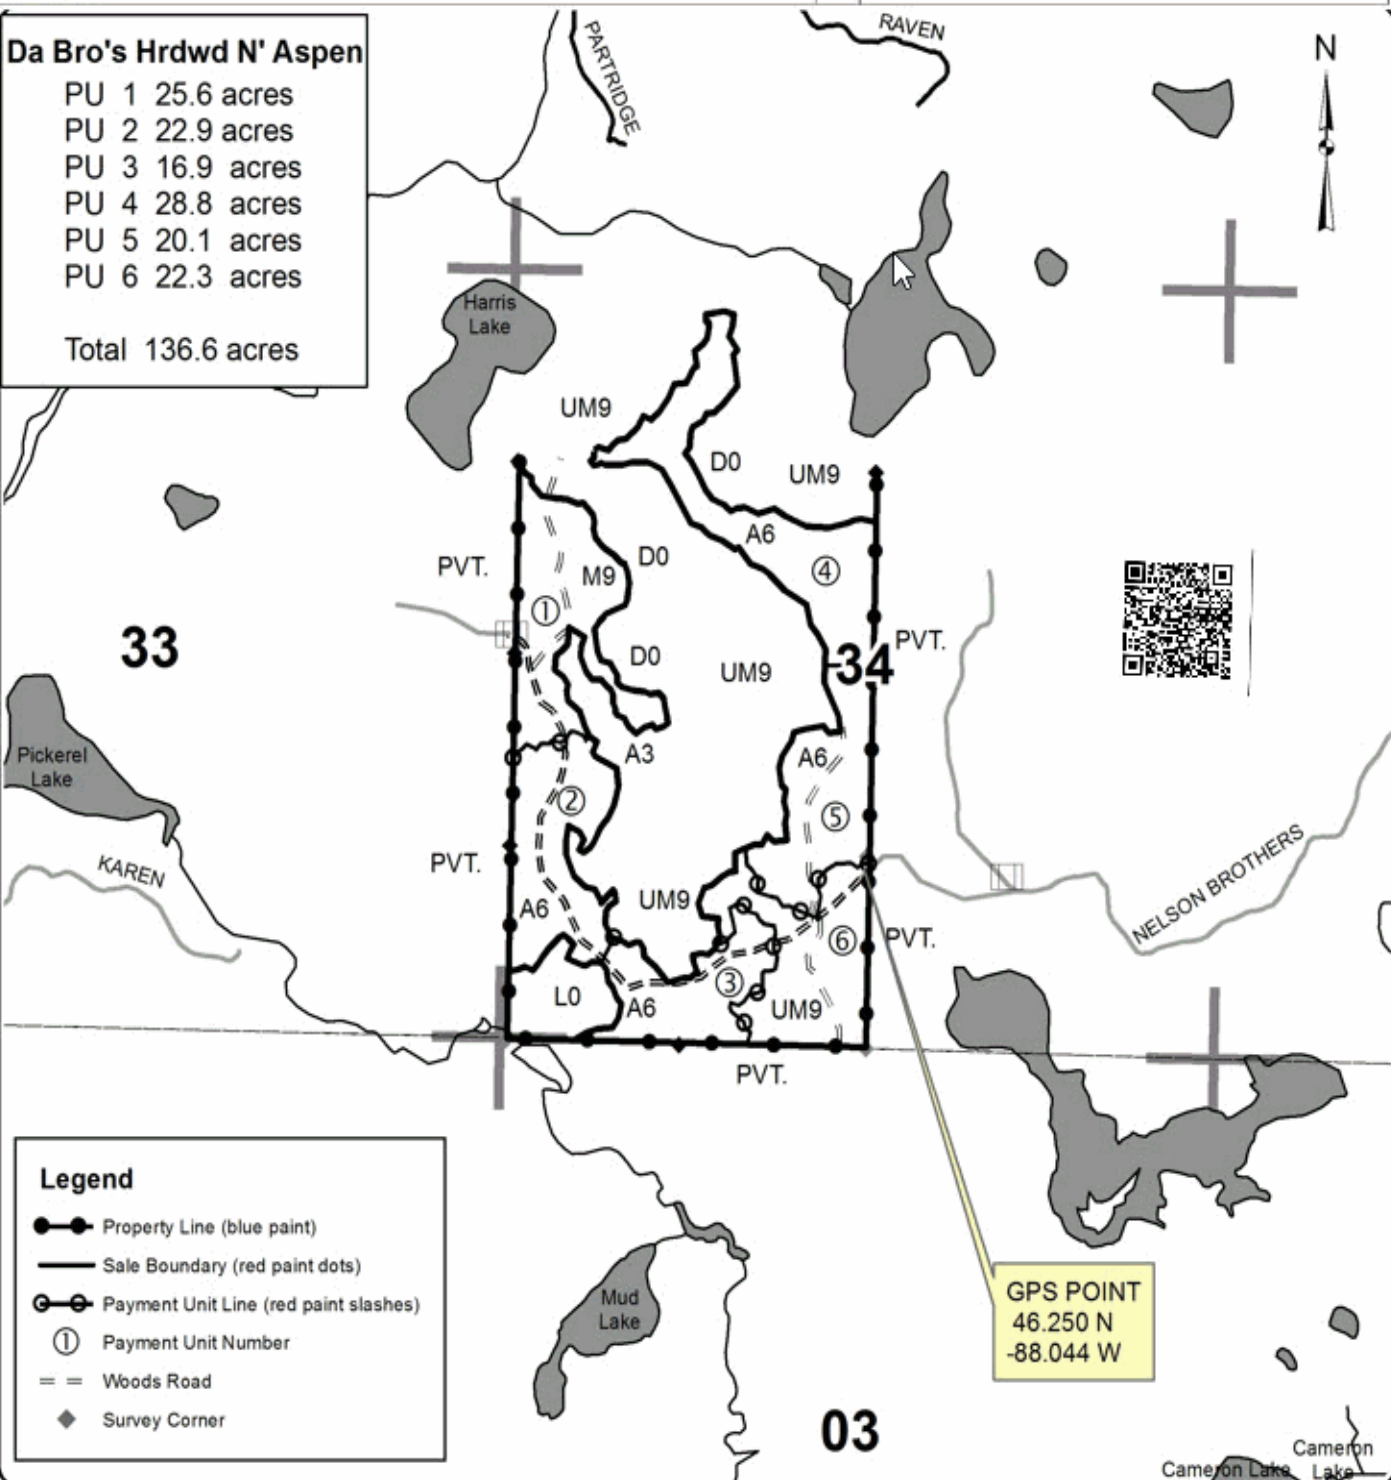 Da Bro's Hrdwd N' Aspen
PU 1 25.6 acres
PU 2 22.9 acres
PU 3 16.9 acres
PU 4 28.8 acres
PU 5 20.1 acres
PU 6 22.3 acres
Total 136.6 acres
PARTRIDGE
RAVEN
N
Harris
Lake
UM9
D0
UM9
A6
PVT.
D0
M9
4
1
33
D0
UM9
34
PVT.
Pickerel
Lake
A3
A6
2
5
KAREN
PVT.
NELSON BROTHERS
A6
UM9
6
PVT.
3
L0
A6
UM9
PVT.
Legend
Property Line (blue paint)
Sale Boundary (red paint dots)
Payment Unit Line (red paint slashes)
1 Payment Unit Number
Woods Road
Survey Corner
Mud
Lake
GPS POINT
46.250 N
-88.044 W
03
Cameron
Lake
Cameron Lake